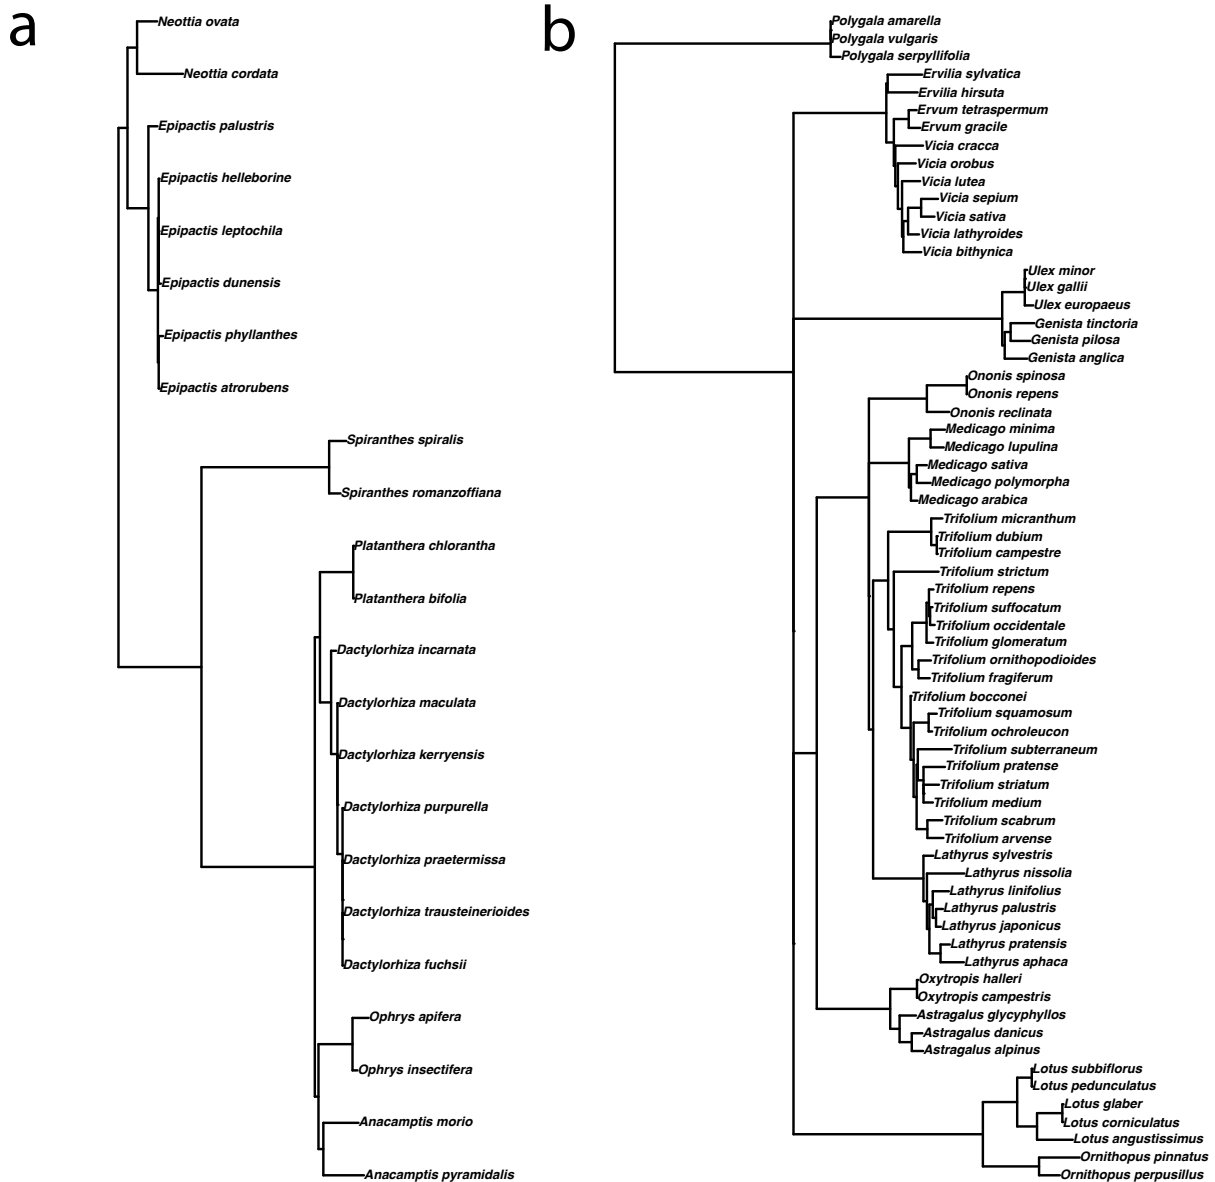 a
Neottia ovata
Neottia cordata
Epipactis palustris
Epipactis helleborine
Epipactis leptochila
Epipactis dunensis
Epipactis phyllanthes
Epipactis atrorubens
Spiranthes spiralis
Spiranthes romanzoffiana
Platanthera chlorantha
Platanthera bifolia
Dactylorhiza incarnata
Dactylorhiza maculata
Dactylorhiza kerryensis
Dactylorhiza purpurella
Dactylorhiza praetermissa
Dactylorhiza trausteinerioides
Dactylorhiza fuchsii
Ophrys apifera
Ophrys insectifera
Anacamptis morio
Anacamptis pyramidalis
b
Polygala amarella
Polygala vulgaris
Polygala serpyllifolia
Ervilia sylvatica
Ervilia hirsuta
Ervum tetraspermum
Ervum gracile
Vicia cracca
Vicia orobus
Vicia lutea
Vicia sepium
Vicia sativa
Vicia lathyroides
Vicia bithynica
Ulex minor
Ulex gallii
Ulex europaeus
Genista tinctoria
Genista pilosa
Genista anglica
Ononis spinosa
Ononis repens
Ononis reclinata
Medicago minima
Medicago lupulina
Medicago sativa
Medicago polymorpha
Medicago arabica
Trifolium micranthum
Trifolium dubium
Trifolium campestre
Trifolium strictum
Trifolium repens
Trifolium suffocatum
Trifolium occidentale
Trifolium glomeratum
Trifolium ornithopodioides
Trifolium fragiferum
Trifolium bocconei
Trifolium squamosum
Trifolium ochroleucon
Trifolium subterraneum
Trifolium pratense
Trifolium striatum
Trifolium medium
Trifolium scabrum
Trifolium arvense
Lathyrus sylvestris
Lathyrus nissolia
Lathyrus linifolius
Lathyrus palustris
Lathyrus japonicus
Lathyrus pratensis
Lathyrus aphaca
Oxytropis halleri
Oxytropis campestris
Astragalus glycyphyllos
Astragalus danicus
Astragalus alpinus
Lotus subbiflorus
Lotus pedunculatus
Lotus glaber
Lotus corniculatus
Lotus angustissimus
Ornithopus pinnatus
Ornithopus perpusillus